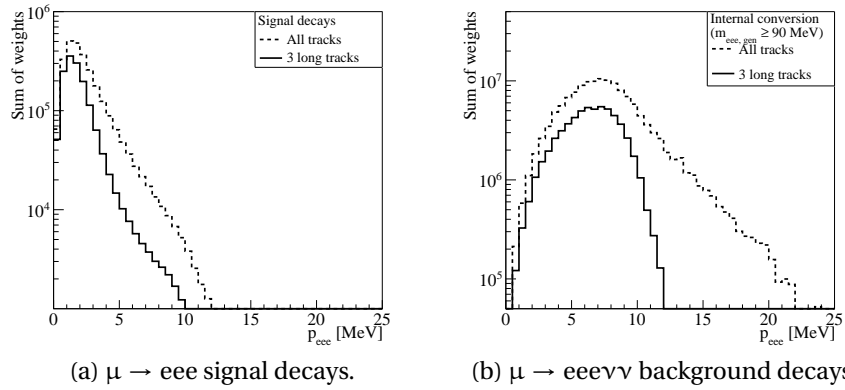 Sum of weights
10⁶
10⁵
10⁴
0 5 10 15 20 25
p_eee [MeV]
Signal decays
All tracks
3 long tracks
(a) μ → eee signal decays.
Sum of weights
10⁷
10⁶
10⁵
0 5 10 15 20 25
p_eee [MeV]
Internal conversion
(m_eee, gen ≥ 90 MeV)
All tracks
3 long tracks
(b) μ → eeeνν background decays